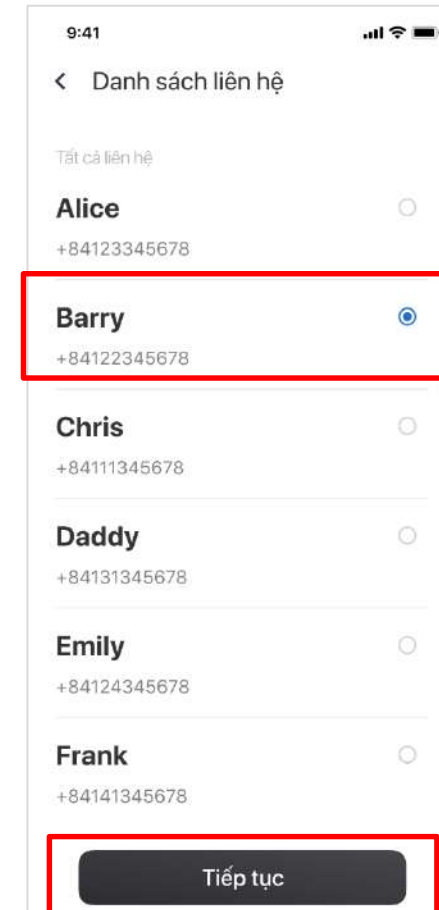 9:41
Danh sách liên hệ
Tất cả liên hệ
Alice
+84123345678
Barry
+84122345678
Chris
+84111345678
Daddy
+84131345678
Emily
+84124345678
Frank
+84141345678
Tiếp tục